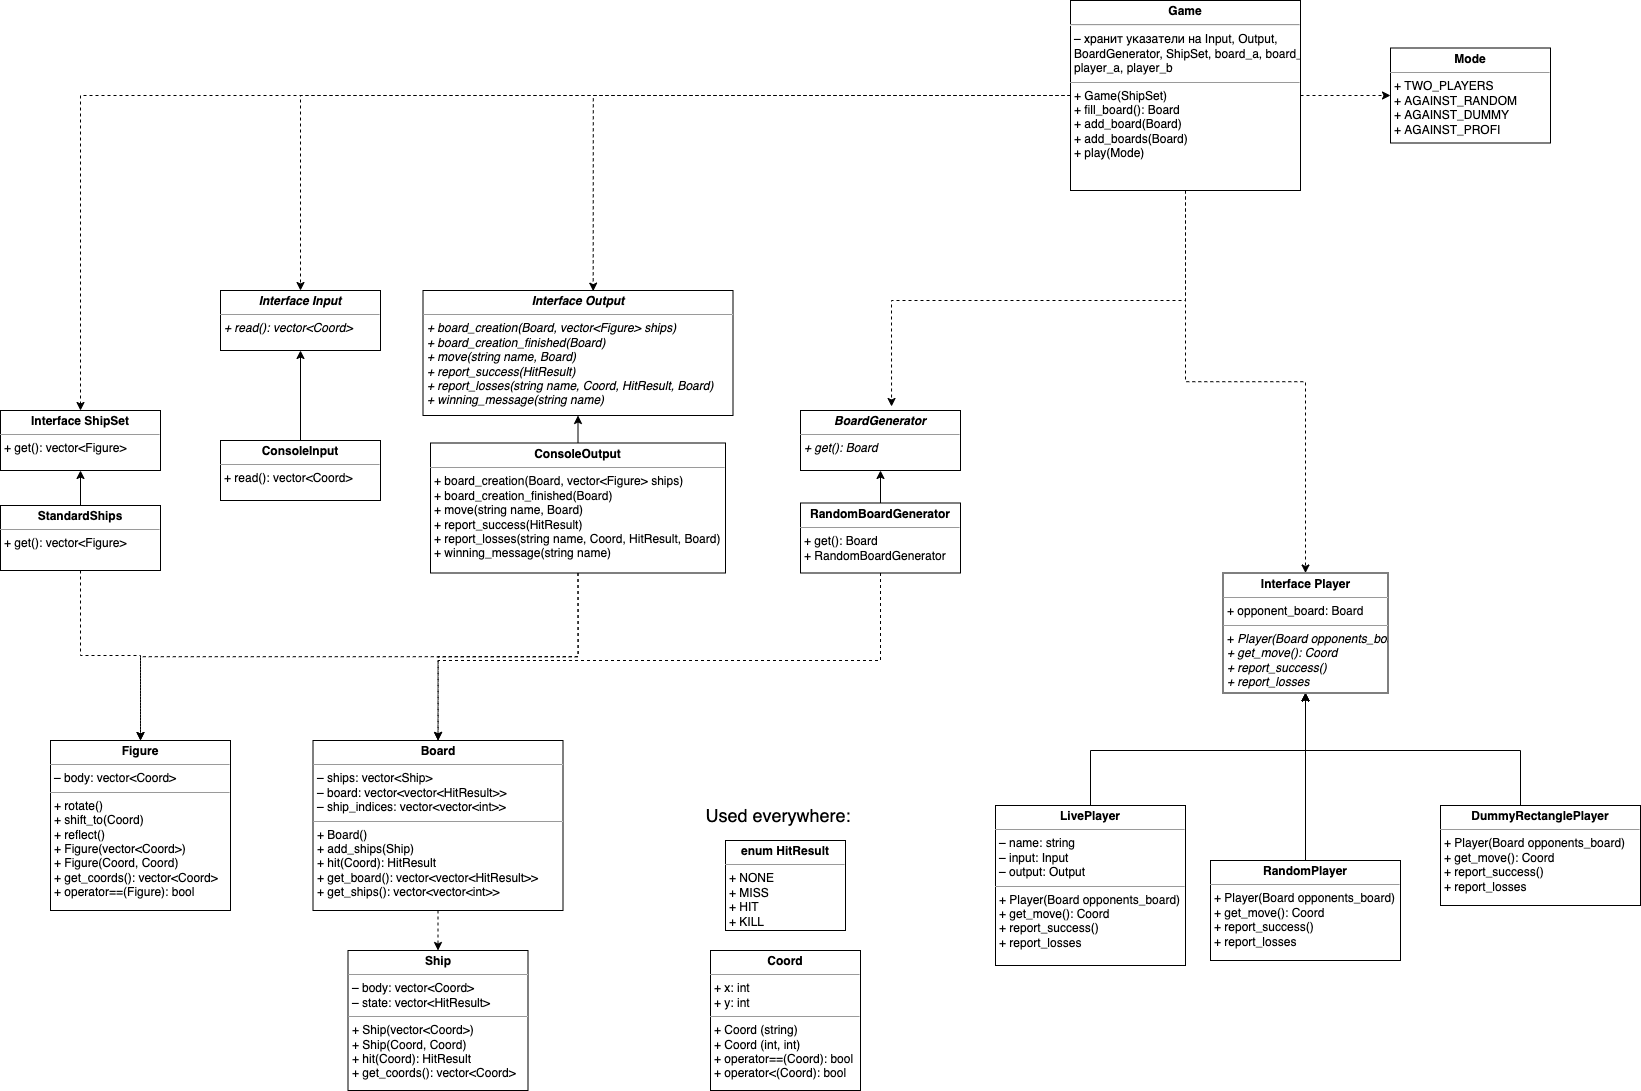 Game
– хранит указатели на Input, Output,
BoardGenerator, ShipSet, board_a, board_
player_a, player_b
+ Game(ShipSet)
+ fill_board(): Board
+ add_board(Board)
+ add_boards(Board)
+ play(Mode)
Mode
+ TWO_PLAYERS
+ AGAINST_RANDOM
+ AGAINST_DUMMY
+ AGAINST_PROFI
Interface Input
+ read(): vector<Coord>
Interface Output
+ board_creation(Board, vector<Figure> ships)
+ board_creation_finished(Board)
+ move(string name, Board)
+ report_success(HitResult)
+ report_losses(string name, Coord, HitResult, Board)
+ winning_message(string name)
Interface ShipSet
+ get(): vector<Figure>
BoardGenerator
+ get(): Board
ConsoleInput
+ read(): vector<Coord>
ConsoleOutput
+ board_creation(Board, vector<Figure> ships)
+ board_creation_finished(Board)
+ move(string name, Board)
+ report_success(HitResult)
+ report_losses(string name, Coord, HitResult, Board)
+ winning_message(string name)
StandardShips
+ get(): vector<Figure>
RandomBoardGenerator
+ get(): Board
+ RandomBoardGenerator
Interface Player
+ opponent_board: Board
+ Player(Board opponents_bo
+ get_move(): Coord
+ report_success()
+ report_losses
Figure
– body: vector<Coord>
+ rotate()
+ shift_to(Coord)
+ reflect()
+ Figure(vector<Coord>)
+ Figure(Coord, Coord)
+ get_coords(): vector<Coord>
+ operator==(Figure): bool
Board
– ships: vector<Ship>
– board: vector<vector<HitResult>>
– ship_indices: vector<vector<int>>
+ Board()
+ add_ships(Ship)
+ hit(Coord): HitResult
+ get_board(): vector<vector<HitResult>>
+ get_ships(): vector<vector<int>>
Used everywhere:
enum HitResult
+ NONE
+ MISS
+ HIT
+ KILL
LivePlayer
– name: string
– input: Input
– output: Output
+ Player(Board opponents_board)
+ get_move(): Coord
+ report_success()
+ report_losses
RandomPlayer
+ Player(Board opponents_board)
+ get_move(): Coord
+ report_success()
+ report_losses
DummyRectanglePlayer
+ Player(Board opponents_board)
+ get_move(): Coord
+ report_success()
+ report_losses
Ship
– body: vector<Coord>
– state: vector<HitResult>
+ Ship(vector<Coord>)
+ Ship(Coord, Coord)
+ hit(Coord): HitResult
+ get_coords(): vector<Coord>
Coord
+ x: int
+ y: int
+ Coord (string)
+ Coord (int, int)
+ operator==(Coord): bool
+ operator<(Coord): bool